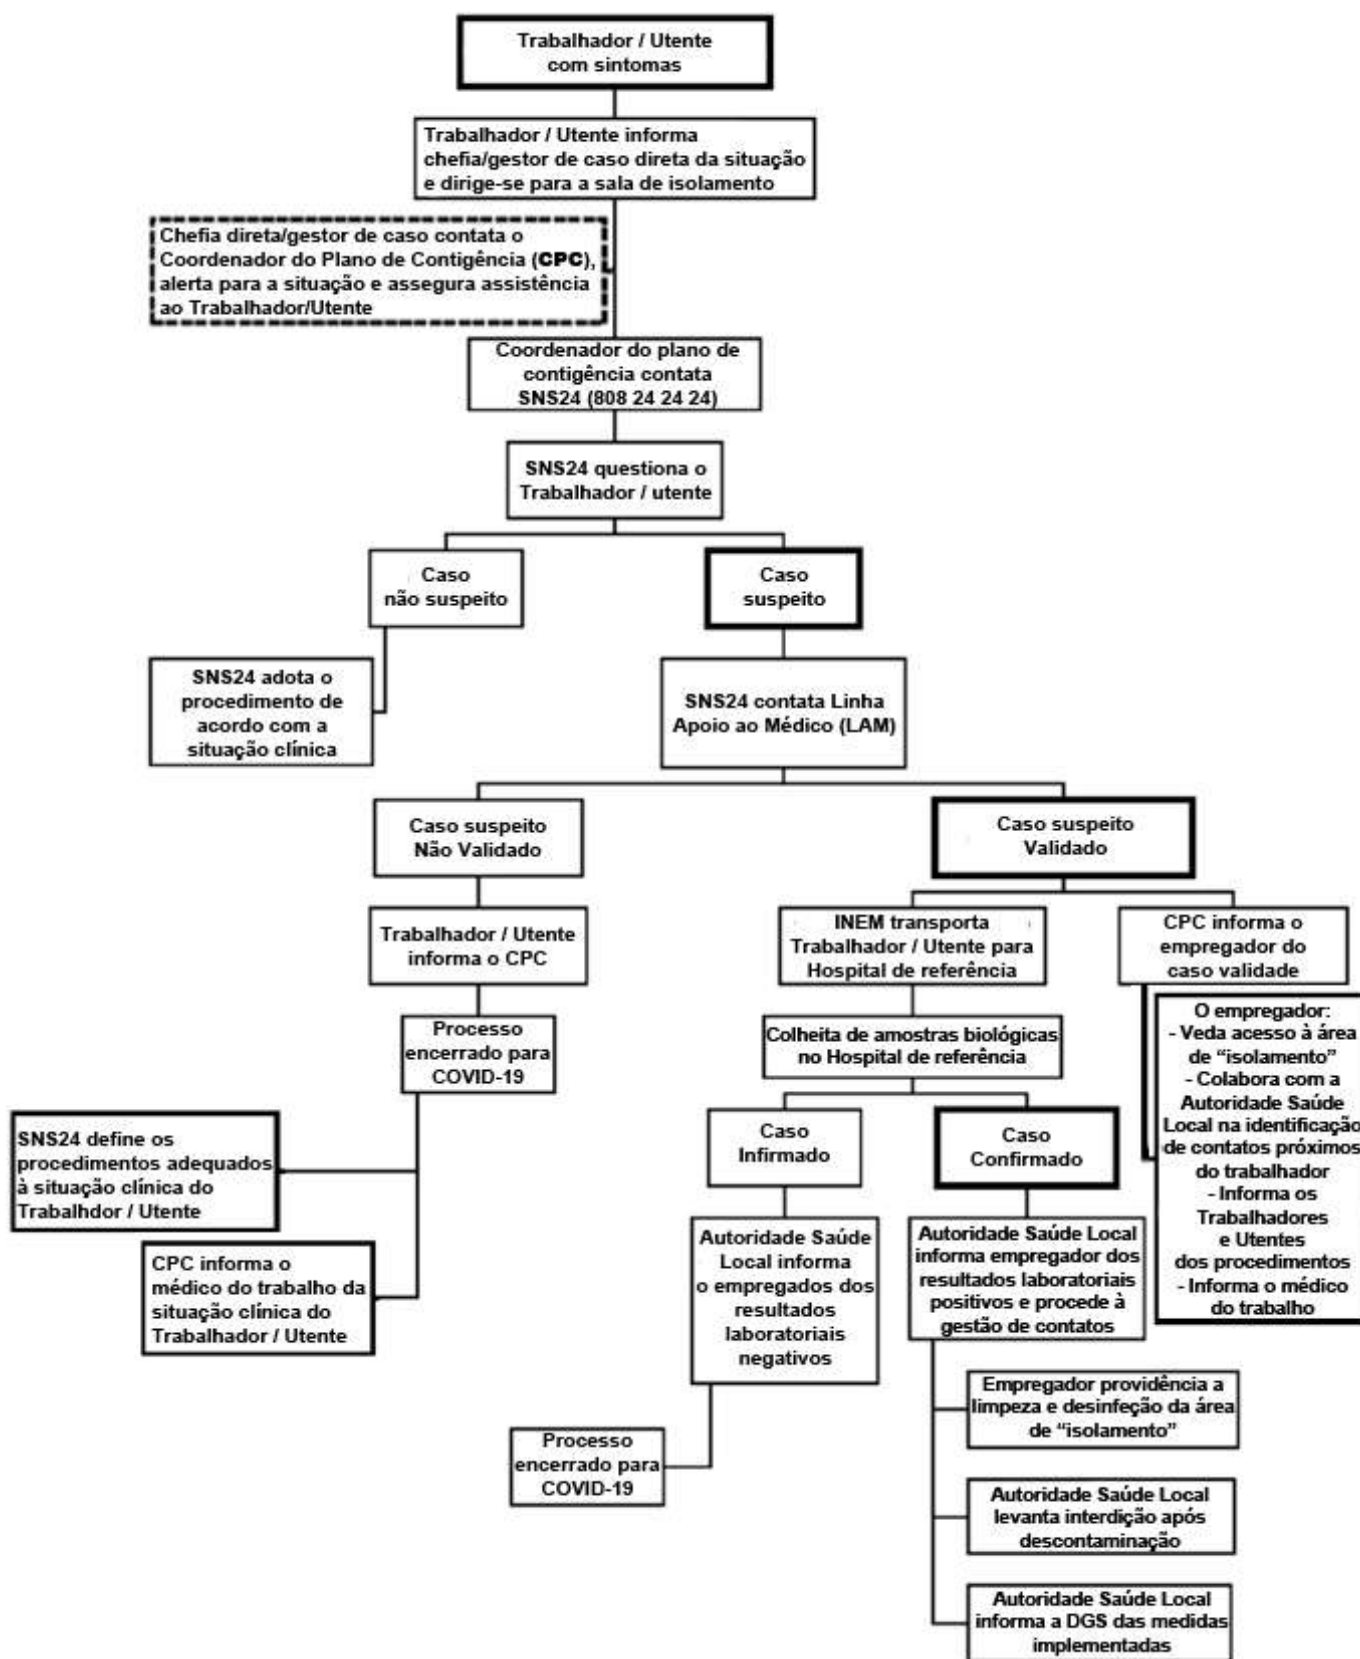 Trabalhador / Utente
com sintomas
Trabalhador / Utente informa
chefia/gestor de caso direta da situação
e dirige-se para a sala de isolamento
Chefia direta/gestor de caso contata o
Coordenador do Plano de Contigência (CPC),
alerta para a situação e assegura assistência
ao Trabalhador/Utente
Coordenador do plano de
contigência contata
SNS24 (808 24 24 24)
SNS24 questiona o
Trabalhador / utente
Caso
não suspeito
Caso
suspeito
SNS24 adota o
procedimento de
acordo com a
situação clínica
SNS24 contata Linha
Apoio ao Médico (LAM)
Caso suspeito
Não Validado
Caso suspeito
Validado
Trabalhador / Utente
informa o CPC
INEM transporta
Trabalhador / Utente para
Hospital de referência
CPC informa o
empregador do
caso validade
Processo
encerrado para
COVID-19
Colheita de amostras biológicas
no Hospital de referência
O empregador:
- Veda acesso à área
de “isolamento”
- Colabora com a
Autoridade Saúde
Local na identificação
de contatos próximos
do trabalhador
- Informa os
Trabalhadores
e Utentes
dos procedimentos
- Informa o médico
do trabalho
SNS24 define os
procedimentos adequados
à situação clínica do
Trabalhdor / Utente
Caso
Infirmado
Caso
Confirmado
CPC informa o
médico do trabalho da
situação clínica do
Trabalhador / Utente
Autoridade Saúde
Local informa
o empregados dos
resultados
laboratoriais
negativos
Autoridade Saúde Local
informa empregador dos
resultados laboratoriais
positivos e procede à
gestão de contatos
Processo
encerrado para
COVID-19
Empregador providência a
limpeza e desinfeção da área
de “isolamento”
Autoridade Saúde Local
levanta interdição após
descontaminação
Autoridade Saúde Local
informa a DGS das medidas
implementadas